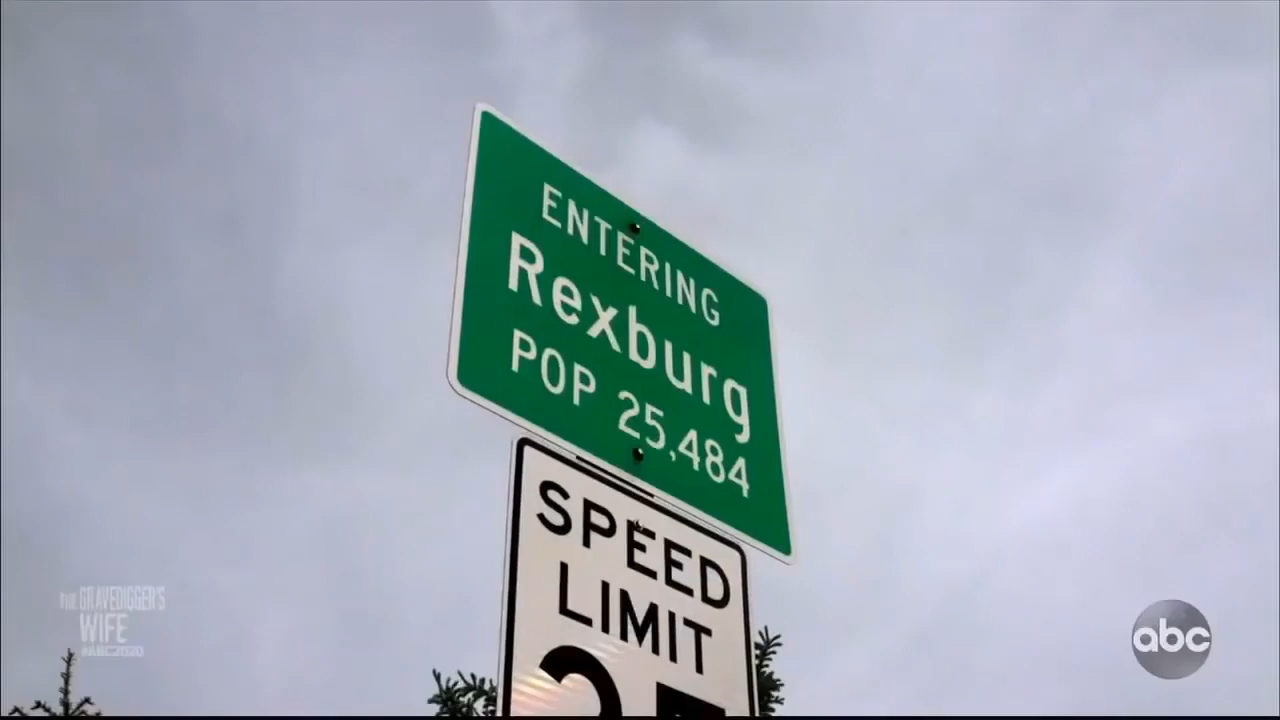 ENTERING
Rexburg
POP 25,484
SPEED
LIMIT
THE GRAVEDIGGER'S
WIFE
#ABC2020
abc